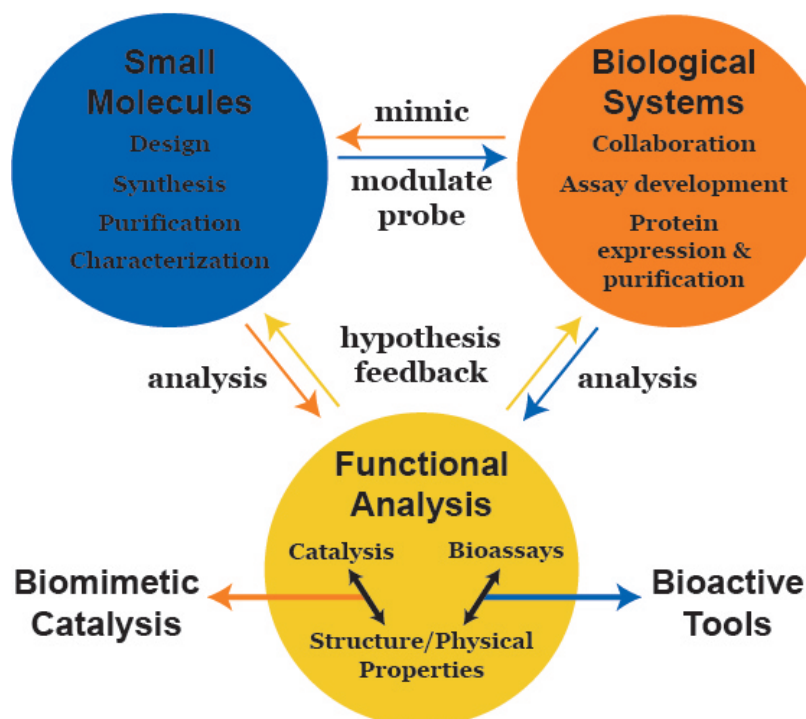 Small
Molecules
Design
Synthesis
Purification
Characterization
mimic
modulate
probe
Biological
Systems
Collaboration
Assay development
Protein
expression &
purification
analysis
hypothesis
feedback
analysis
Functional
Analysis
Catalysis
Bioassays
Structure/Physical
Properties
Biomimetic
Catalysis
Bioactive
Tools